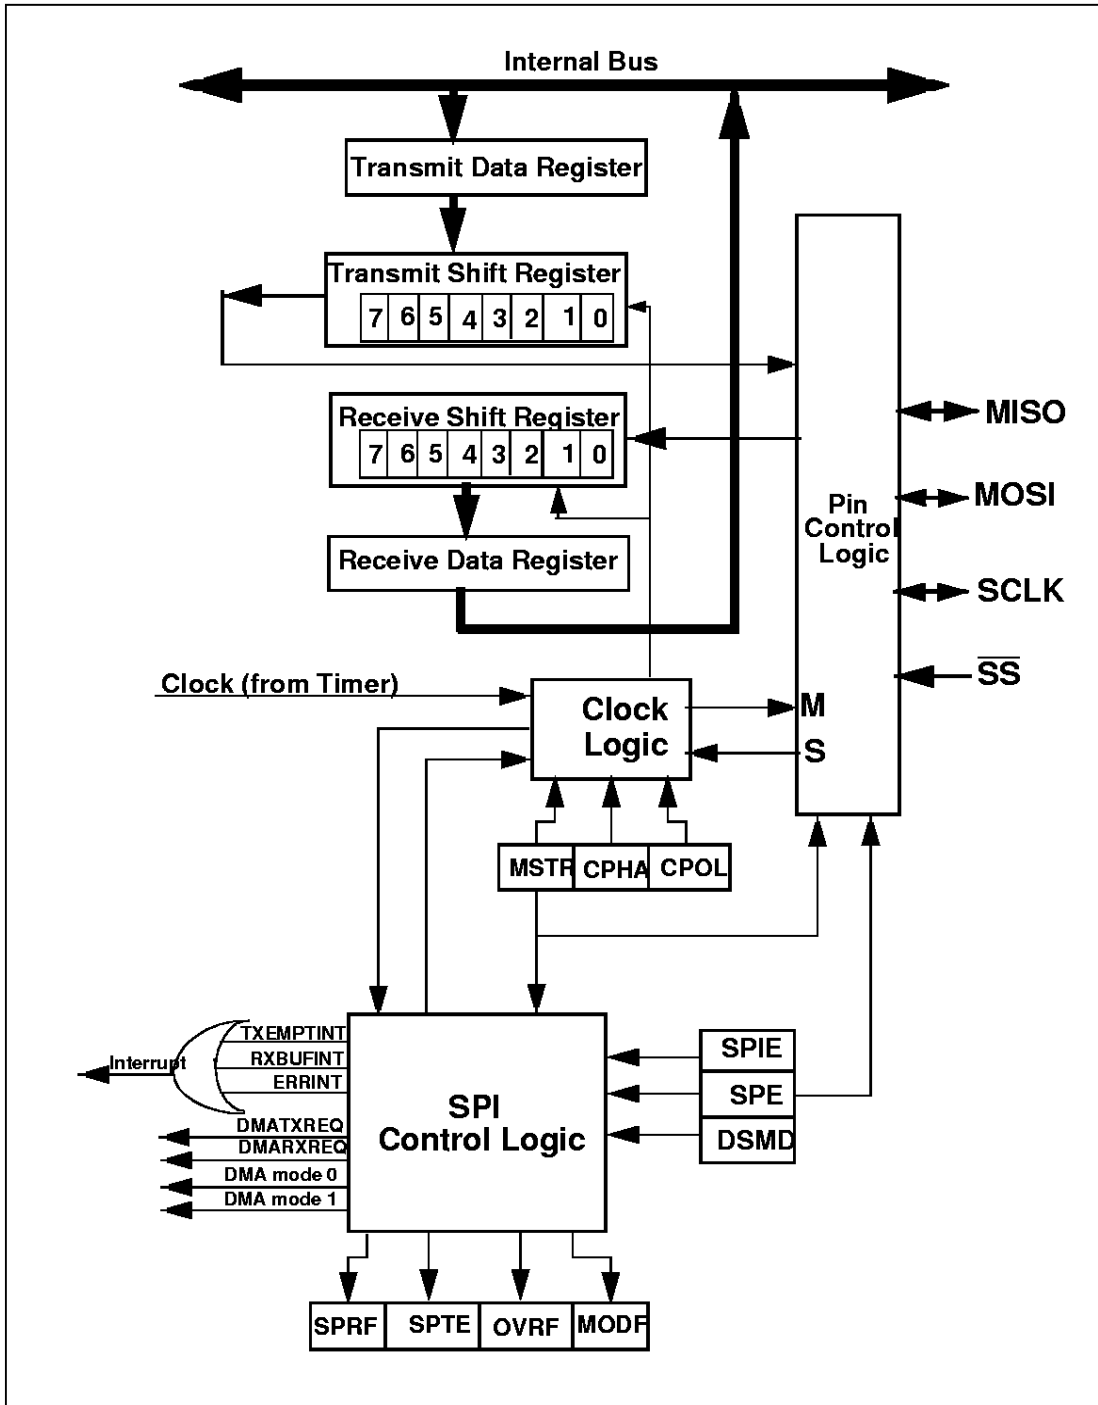 Internal Bus
Transmit Data Register
Transmit Shift Register
7 6 5 4 3 2 1 0
Receive Shift Register
7 6 5 4 3 2 1 0
Receive Data Register
MISO
MOSI
SCLK
SS
Pin
Control
Logic
M
S
Clock (from Timer)
Clock
Logic
MSTR CPHA CPOL
TXEMPTINT
RXBUFINT
ERRINT
Interrupt
DMATXREQ
DMARXREQ
DMA mode 0
DMA mode 1
SPI
Control Logic
SPIE
SPE
DSMD
SPRF SPTE OVRF MODF